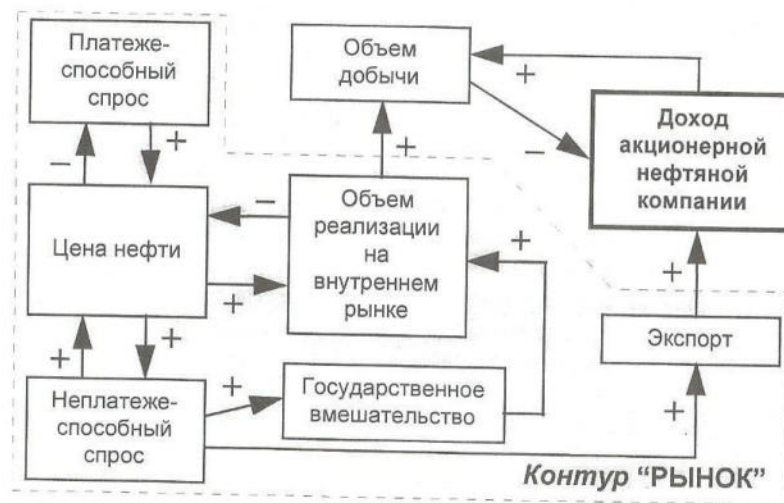 Платеже-
способный
спрос
Объем
добычи
Доход
акционерной
нефтяной
компании
+
−
+
−
+
Цена нефти
−
+
Объем
реализации
на
внутреннем
рынке
+
+
+
+
Экспорт
Неплатеже-
способный
спрос
+
Государственное
вмешательство
+
Контур “РЫНОК”